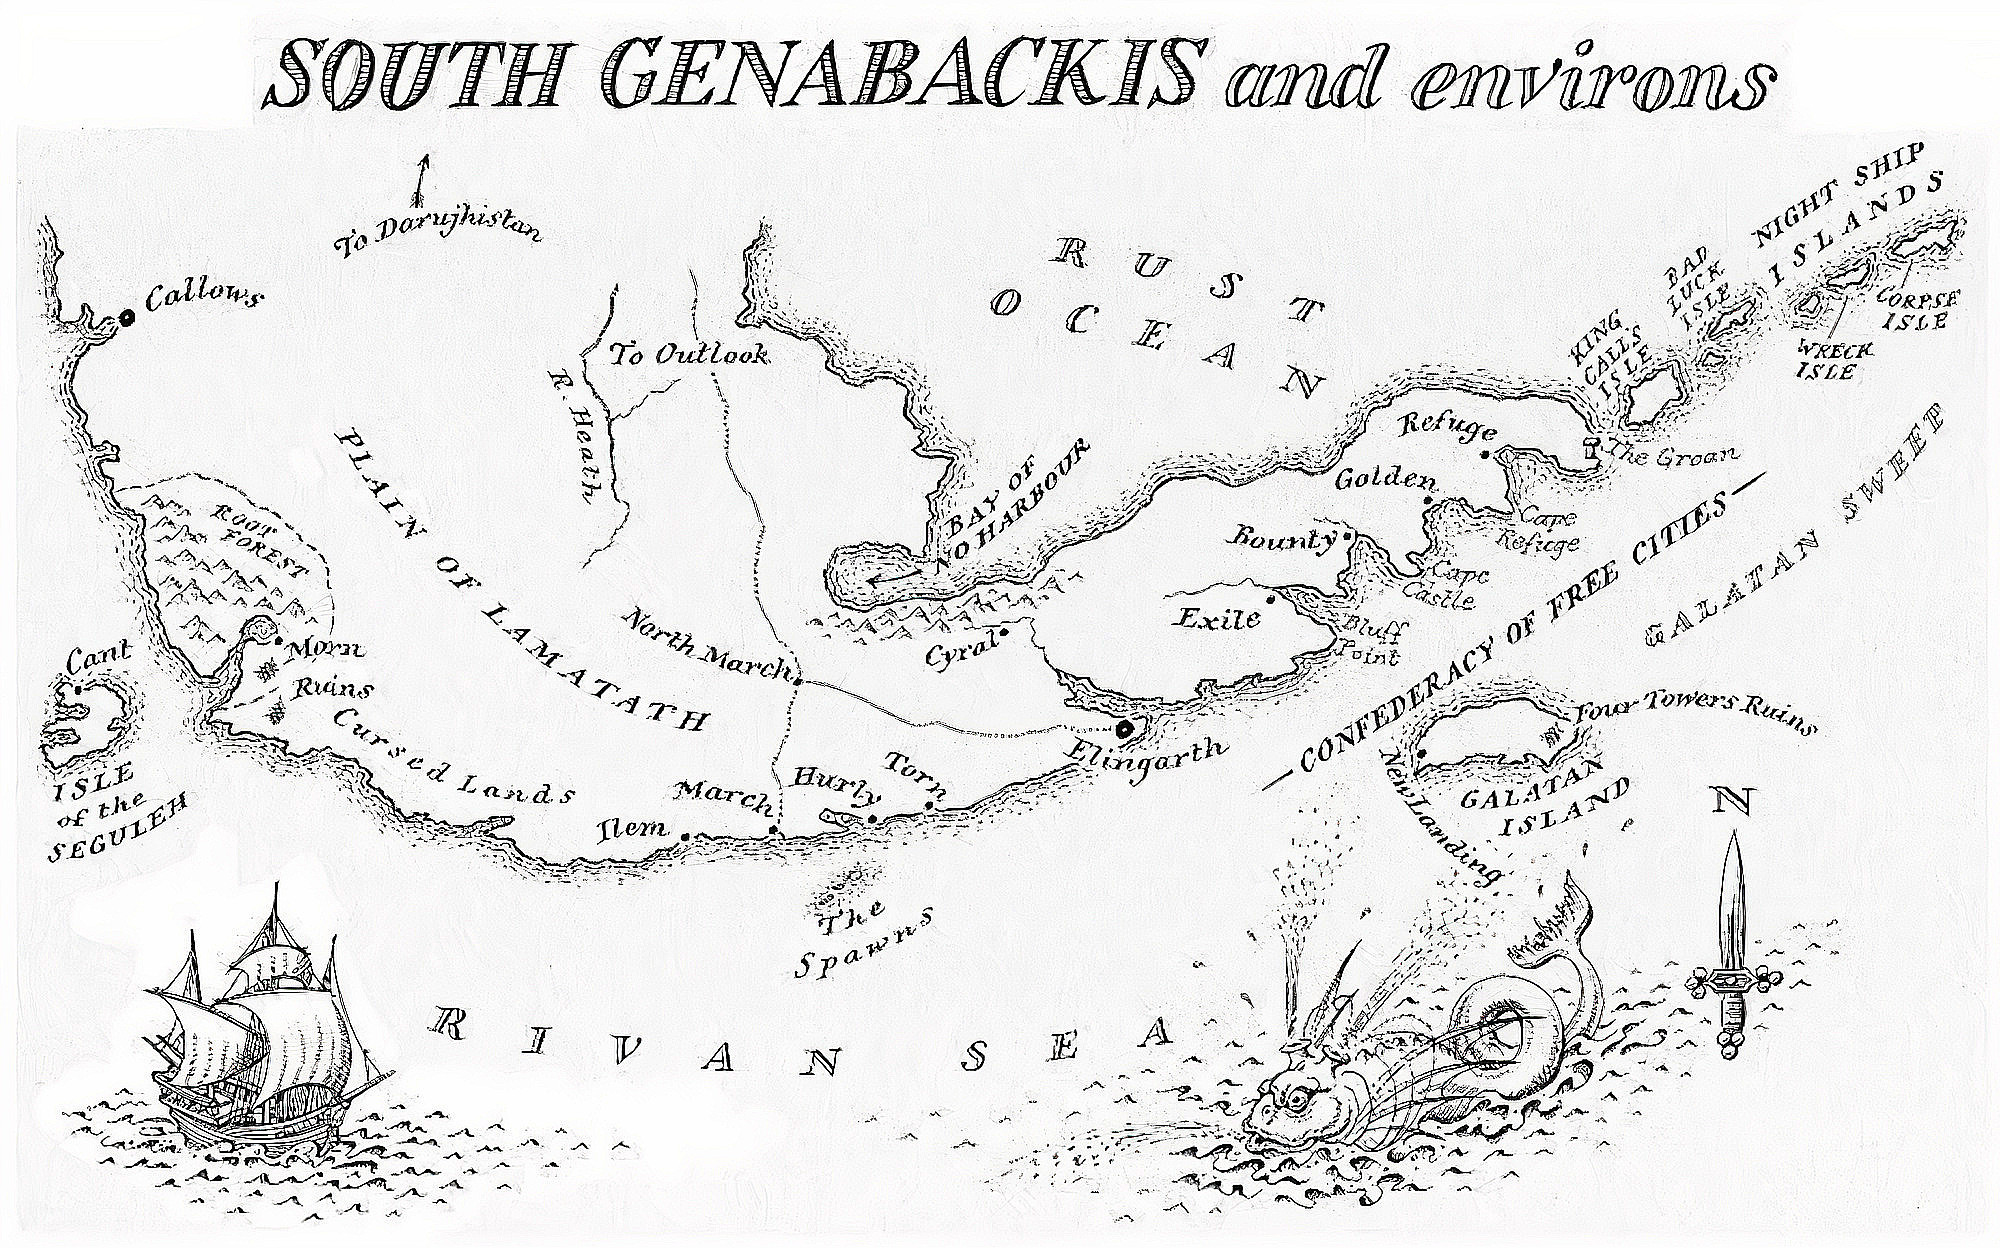 SOUTH GENABACKIS and environs
To Darujhistan
NIGHT SHIP
ISLANDS
RUST
OCEAN
BAD
LUCK
ISLE
Callows
CORPSE
ISLE
KING
CALL'S
ISLE
WRECK
ISLE
To Outlook
R. Heath
Refuge
The Groan
Golden
PLAIN OF LAMATATH
BAY OF
NO HARBOUR
Cape
Refuge
GALATAN SWEEP
ROOT
FOREST
Bounty
Cape
Castle
Exile
Bluff
Point
CONFEDERACY OF FREE CITIES
Cyral
North March
Cant
Morn
Ruins
Cursed Lands
ISLE
of the
SEGULEH
Elingarth
Four Towers Ruins
New Landing
GALATAN
ISLAND
Torn
Hurly
March
Ilem
N
The
Spawns
RIVAN SEA